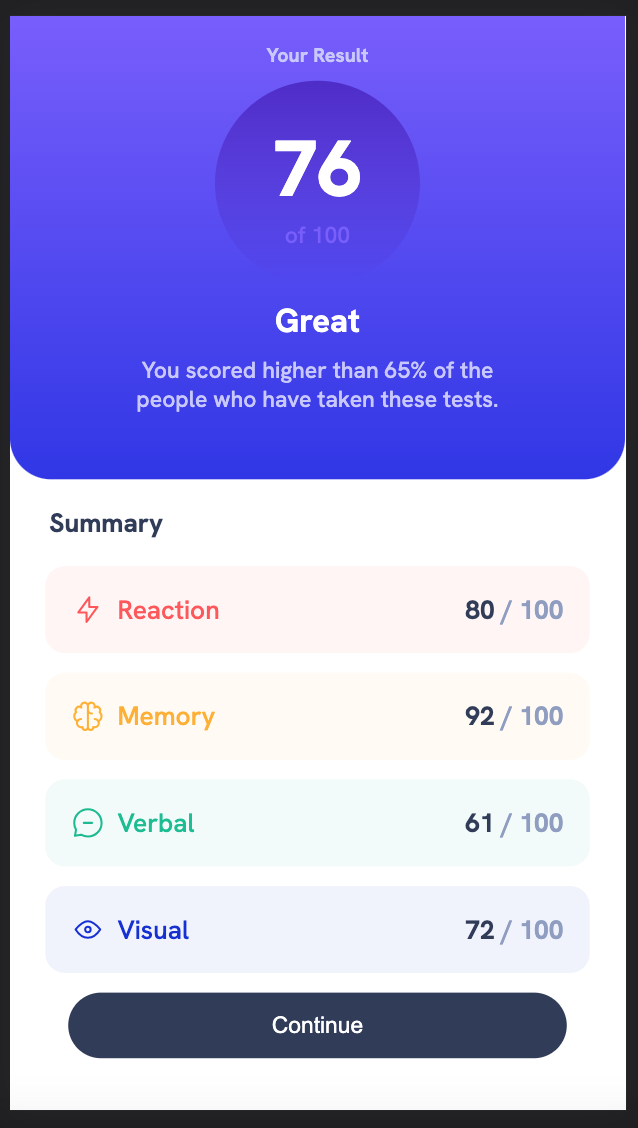 Your Result
76
of 100
Great
You scored higher than 65% of the
people who have taken these tests.
Summary
Reaction 80 / 100
Memory 92 / 100
Verbal 61 / 100
Visual 72 / 100
Continue